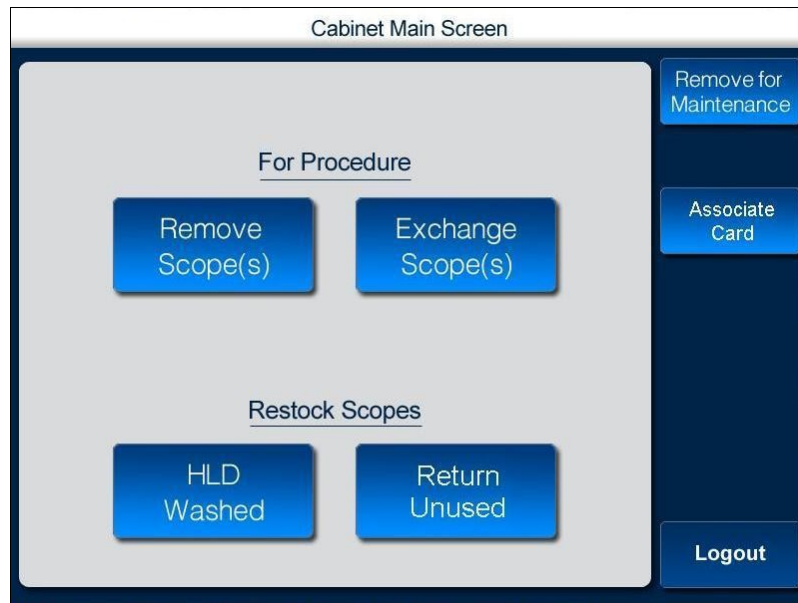 Cabinet Main Screen
Remove for
Maintenance
For Procedure
Remove
Scope(s)
Exchange
Scope(s)
Associate
Card
Restock Scopes
HLD
Washed
Return
Unused
Logout